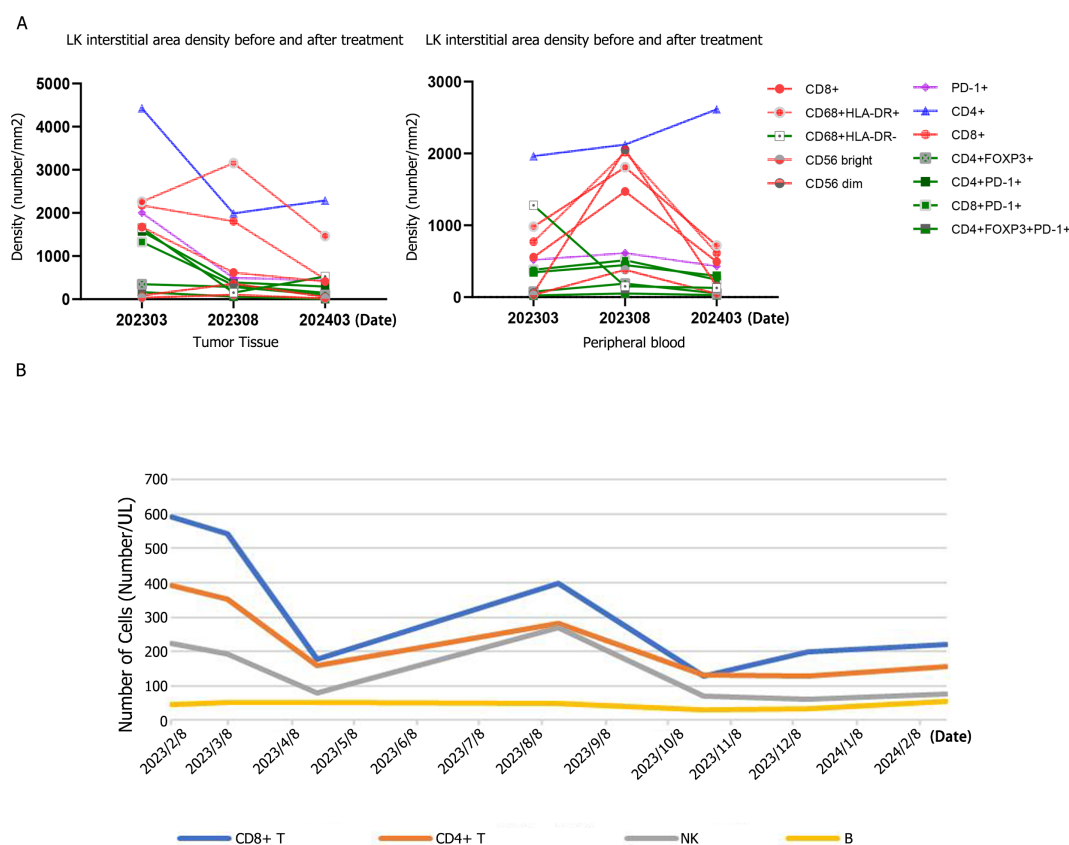 A
LK interstitial area density before and after treatment
Density (number/mm2)
5000
4000
3000
2000
1000
0
202303 202308 202403 (Date)
Tumor Tissue
LK interstitial area density before and after treatment
Density (number/mm2)
3000
2000
1000
0
202303 202308 202403 (Date)
Peripheral blood
CD8+
CD68+HLA-DR+
CD68+HLA-DR-
CD56 bright
CD56 dim
PD-1+
CD4+
CD8+
CD4+FOXP3+
CD4+PD-1+
CD8+PD-1+
CD4+FOXP3+PD-1+
B
Number of Cells (Number/UL)
700
600
500
400
300
200
100
0
2023/2/8 2023/3/8 2023/4/8 2023/5/8 2023/6/8 2023/7/8 2023/8/8 2023/9/8 2023/10/8 2023/11/8 2023/12/8 2024/1/8 2024/2/8 (Date)
CD8+ T CD4+ T NK B